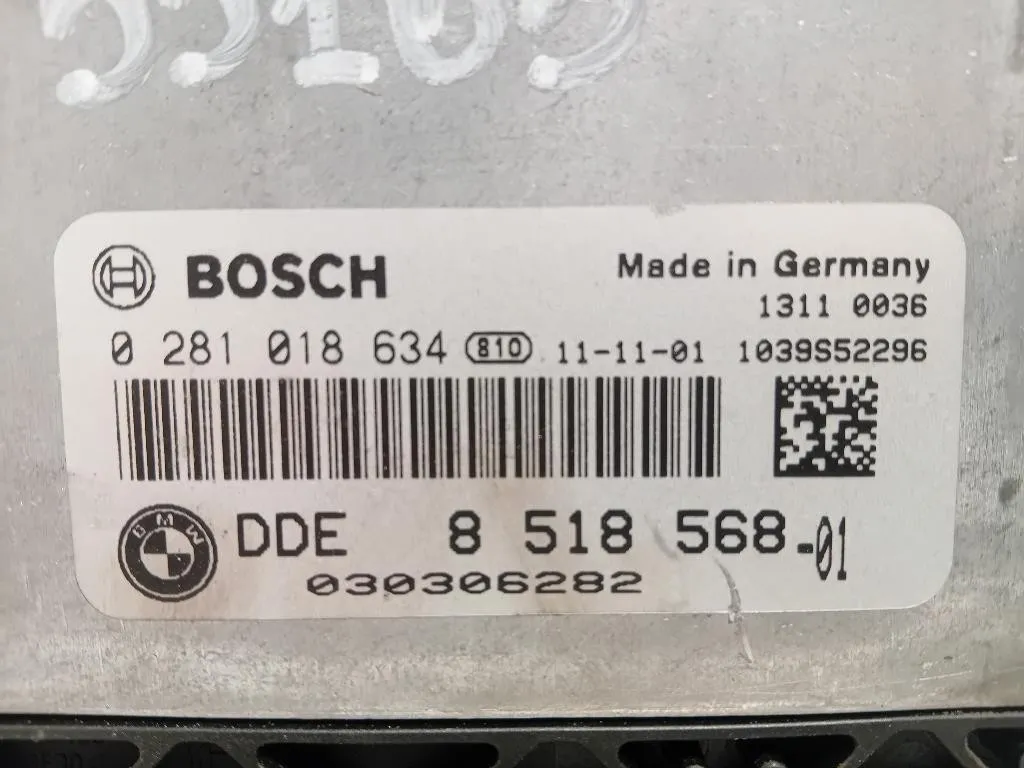 BOSCH
Made in Germany
1311 0036
0 281 018 634 810 11-11-01 1039S52296
BMW
DDE 8 518 568-01
030306282